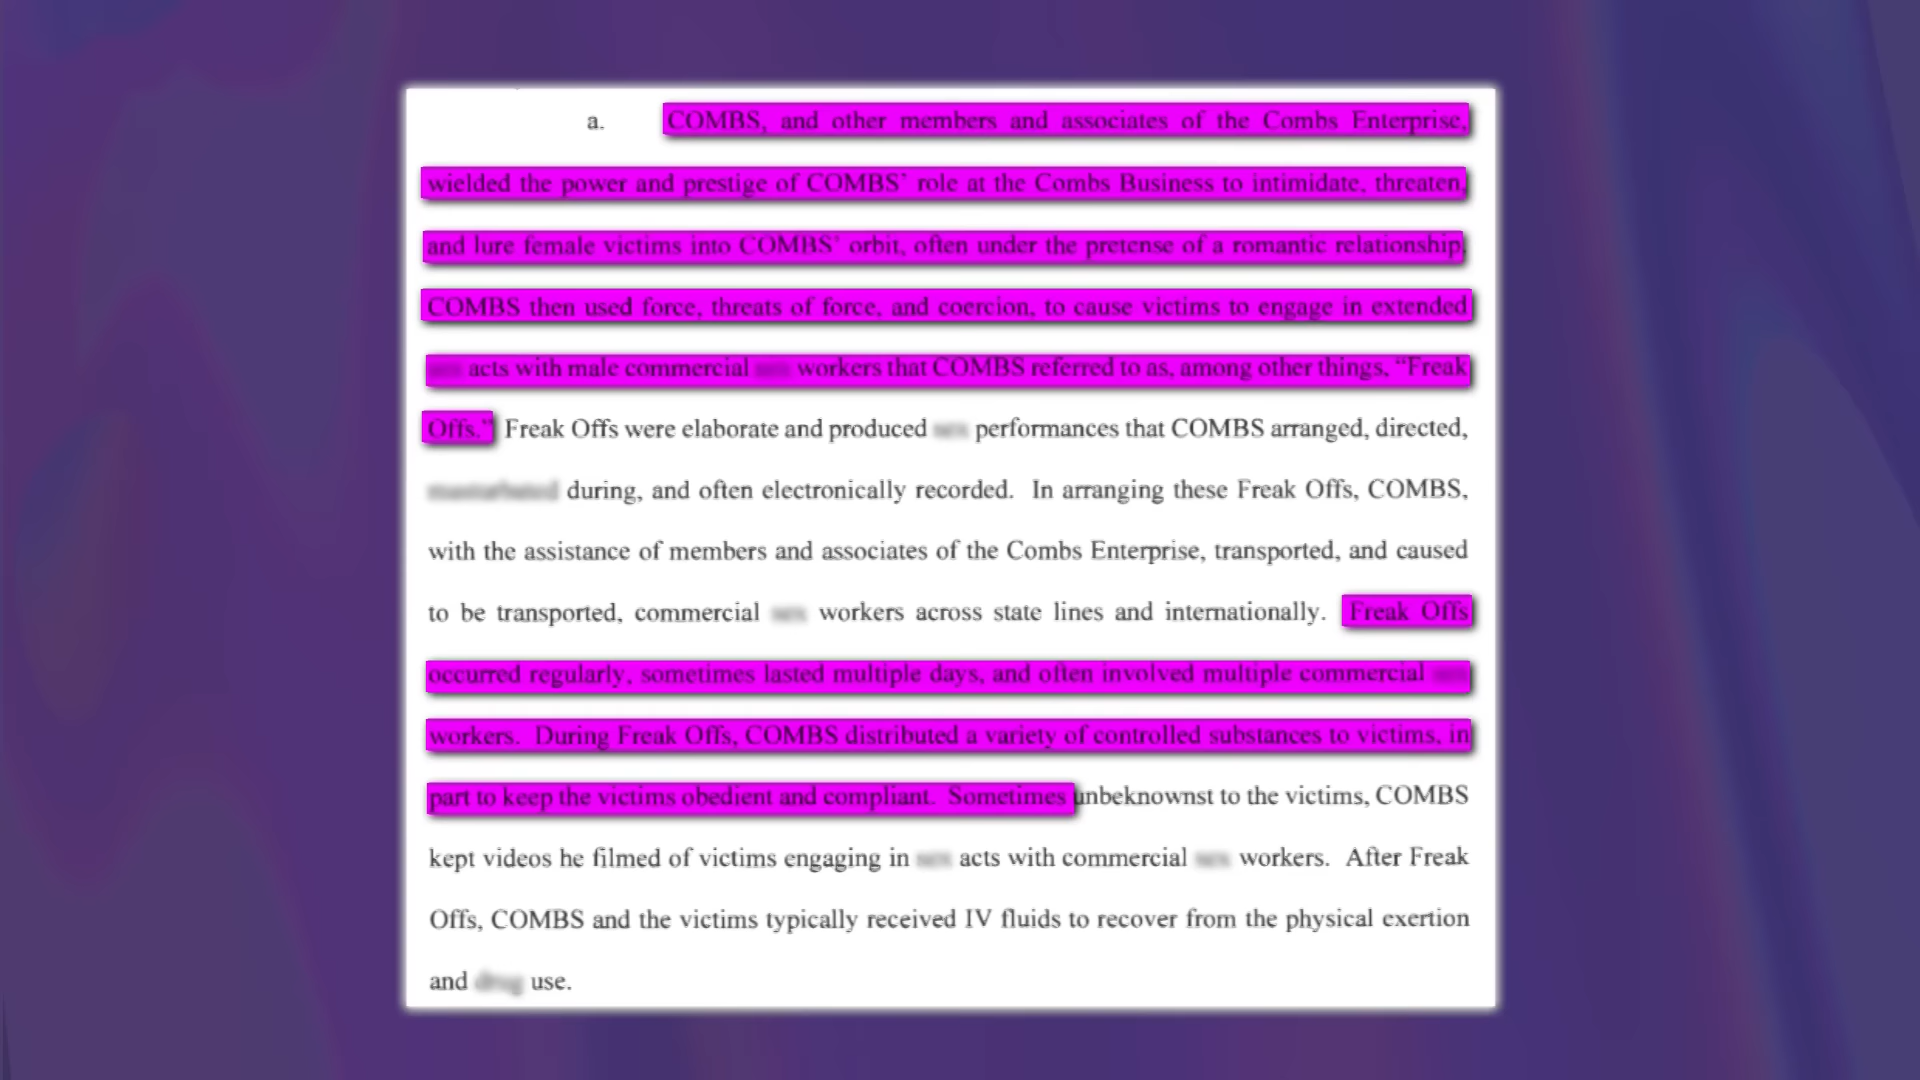 a. COMBS, and other members and associates of the Combs Enterprise,
wielded the power and prestige of COMBS' role at the Combs Business to intimidate, threaten,
and lure female victims into COMBS' orbit, often under the pretense of a romantic relationship.
COMBS then used force, threats of force, and coercion, to cause victims to engage in extended
acts with male commercial workers that COMBS referred to as, among other things, “Freak
Offs.” Freak Offs were elaborate and produced performances that COMBS arranged, directed,
during, and often electronically recorded. In arranging these Freak Offs, COMBS,
with the assistance of members and associates of the Combs Enterprise, transported, and caused
to be transported, commercial workers across state lines and internationally. Freak Offs
occurred regularly, sometimes lasted multiple days, and often involved multiple commercial
workers. During Freak Offs, COMBS distributed a variety of controlled substances to victims, in
part to keep the victims obedient and compliant. Sometimes unbeknownst to the victims, COMBS
kept videos he filmed of victims engaging in acts with commercial workers. After Freak
Offs, COMBS and the victims typically received IV fluids to recover from the physical exertion
and use.